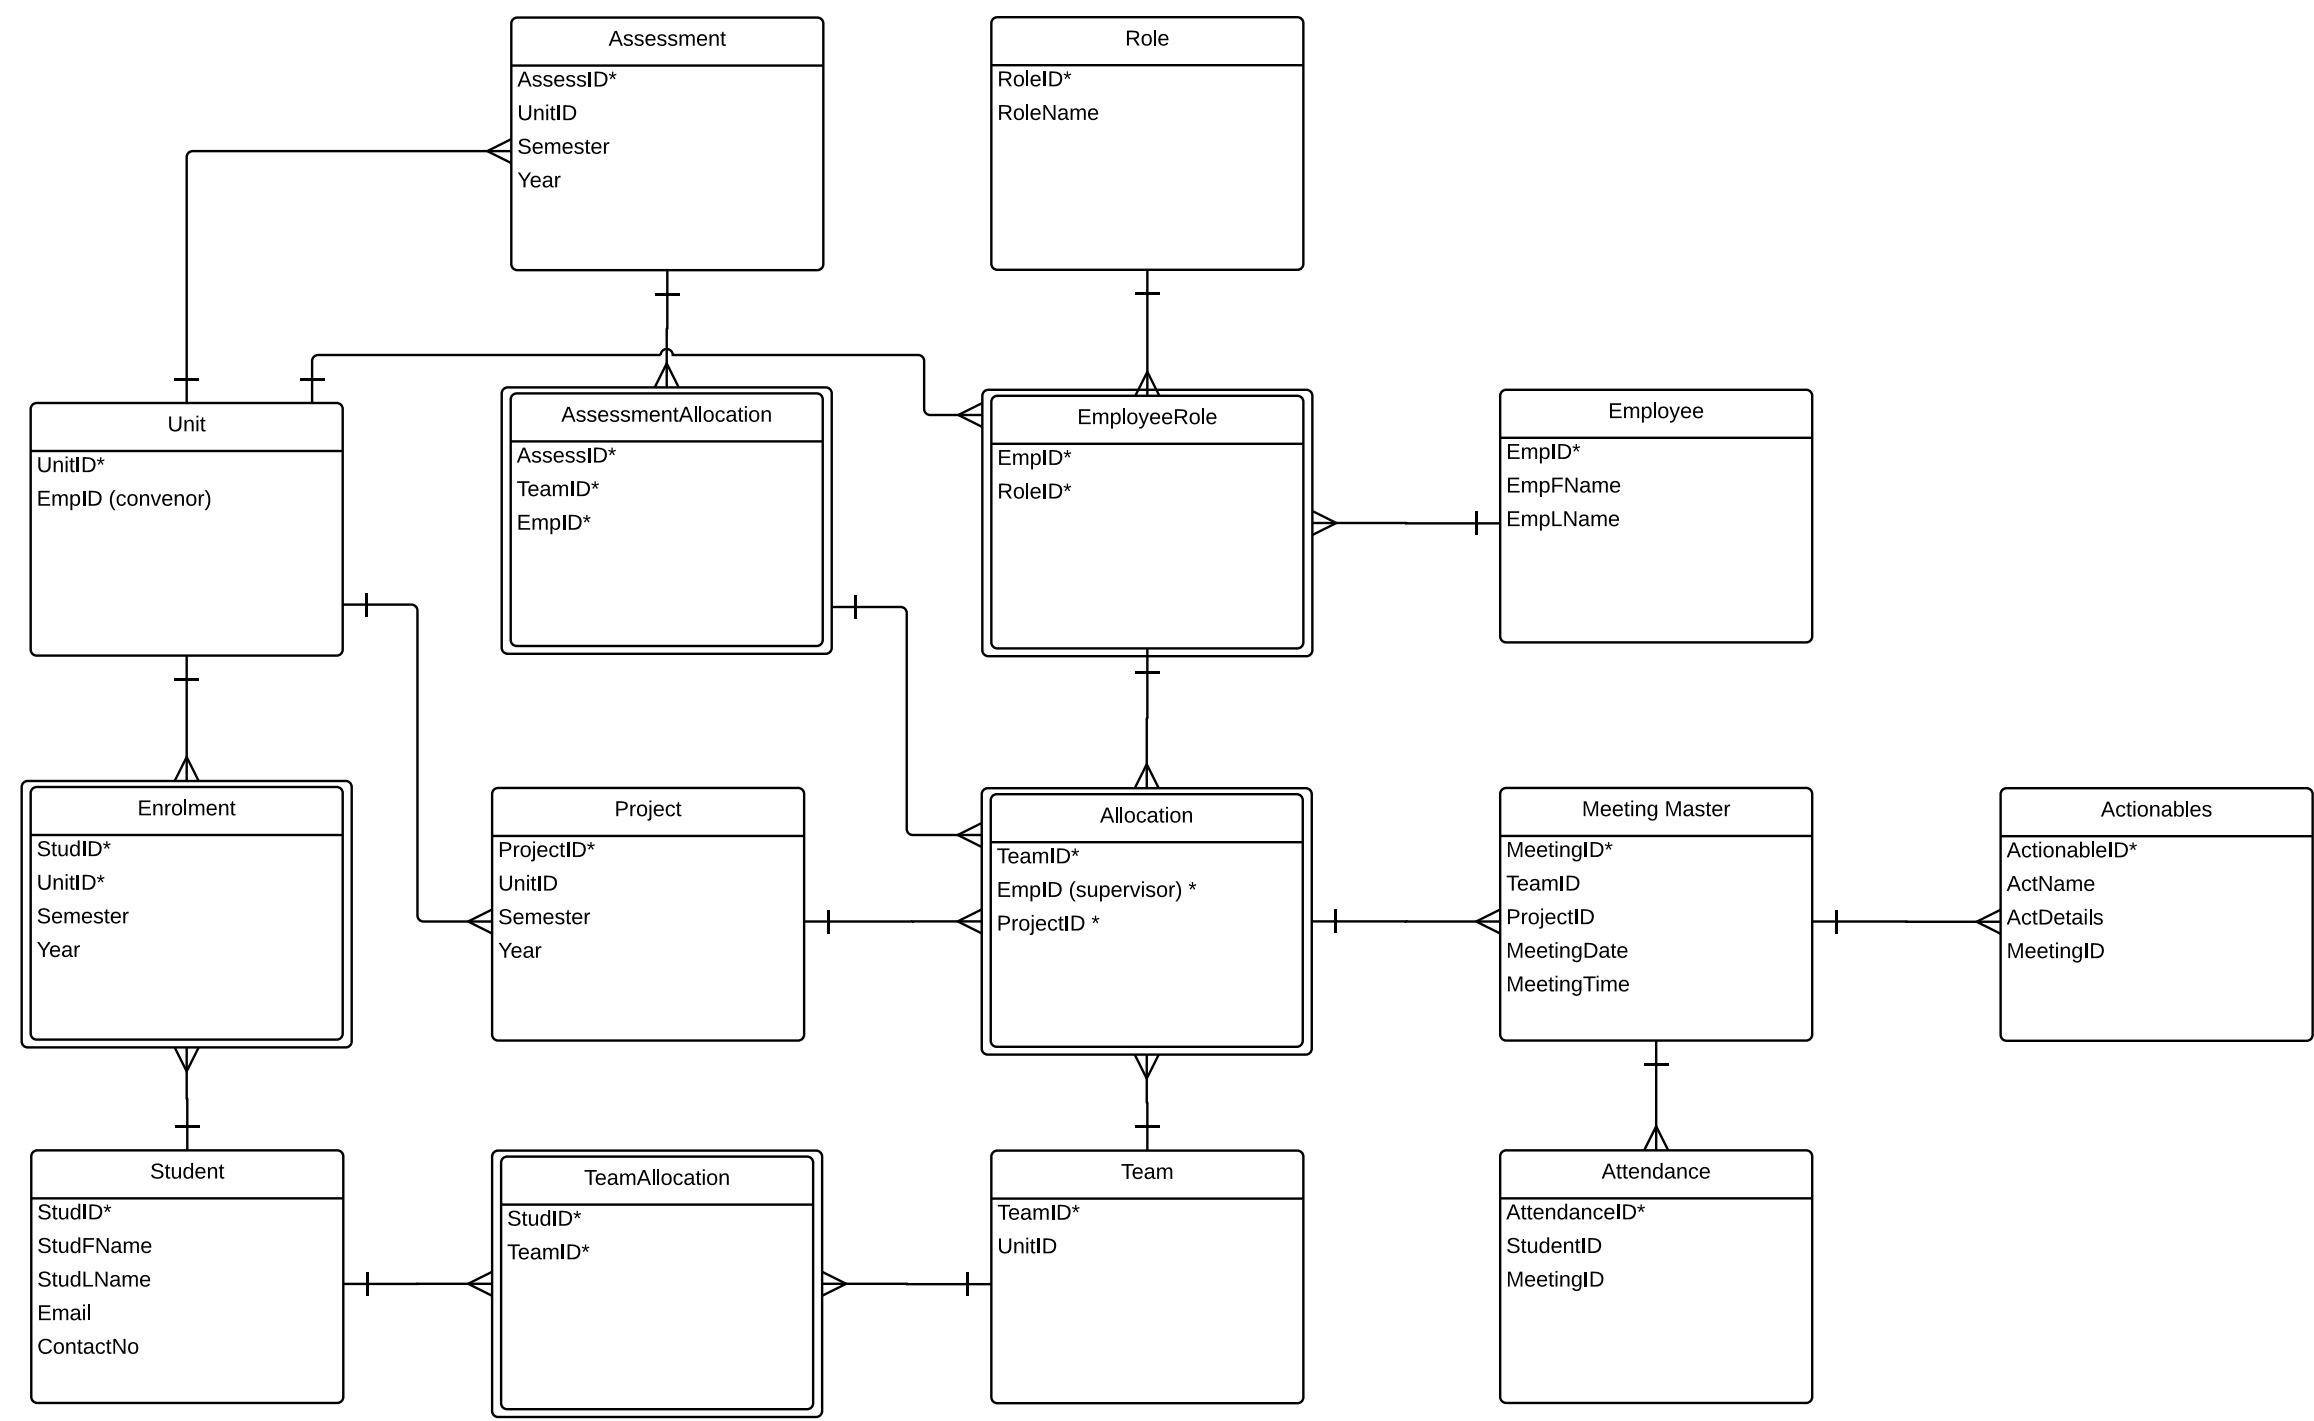 Assessment
AssessID*
UnitID
Semester
Year
Role
RoleID*
RoleName
Unit
UnitID*
EmpID (convenor)
AssessmentAllocation
AssessID*
TeamID*
EmpID*
EmployeeRole
EmpID*
RoleID*
Employee
EmpID*
EmpFName
EmpLName
Enrolment
StudID*
UnitID*
Semester
Year
Project
ProjectID*
UnitID
Semester
Year
Allocation
TeamID*
EmpID (supervisor) *
ProjectID *
Meeting Master
MeetingID*
TeamID
ProjectID
MeetingDate
MeetingTime
Actionables
ActionableID*
ActName
ActDetails
MeetingID
Student
StudID*
StudFName
StudLName
Email
ContactNo
TeamAllocation
StudID*
TeamID*
Team
TeamID*
UnitID
Attendance
AttendanceID*
StudentID
MeetingID